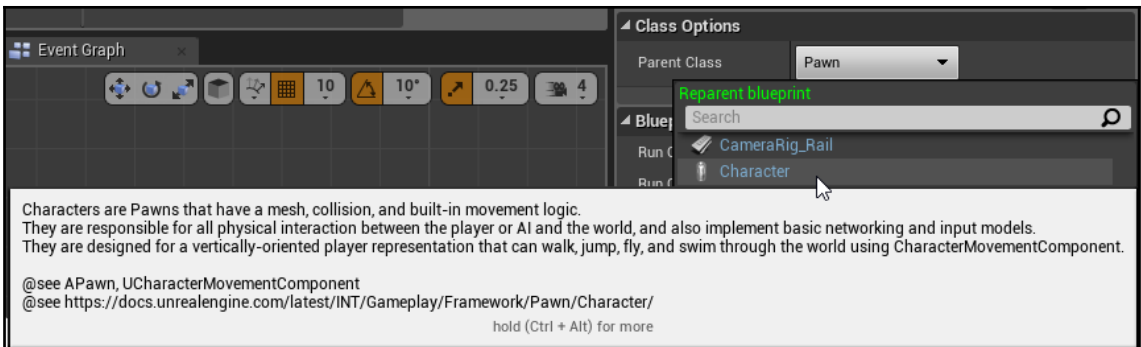 Class Options
Event Graph
Parent Class Pawn
10 10° 0.25 4
Reparent blueprint
Search
CameraRig_Rail
Character
Characters are Pawns that have a mesh, collision, and built-in movement logic.
They are responsible for all physical interaction between the player or AI and the world, and also implement basic networking and input models.
They are designed for a vertically-oriented player representation that can walk, jump, fly, and swim through the world using CharacterMovementComponent.
@see APawn, UCharacterMovementComponent
@see https://docs.unrealengine.com/latest/INT/Gameplay/Framework/Pawn/Character/
hold (Ctrl + Alt) for more